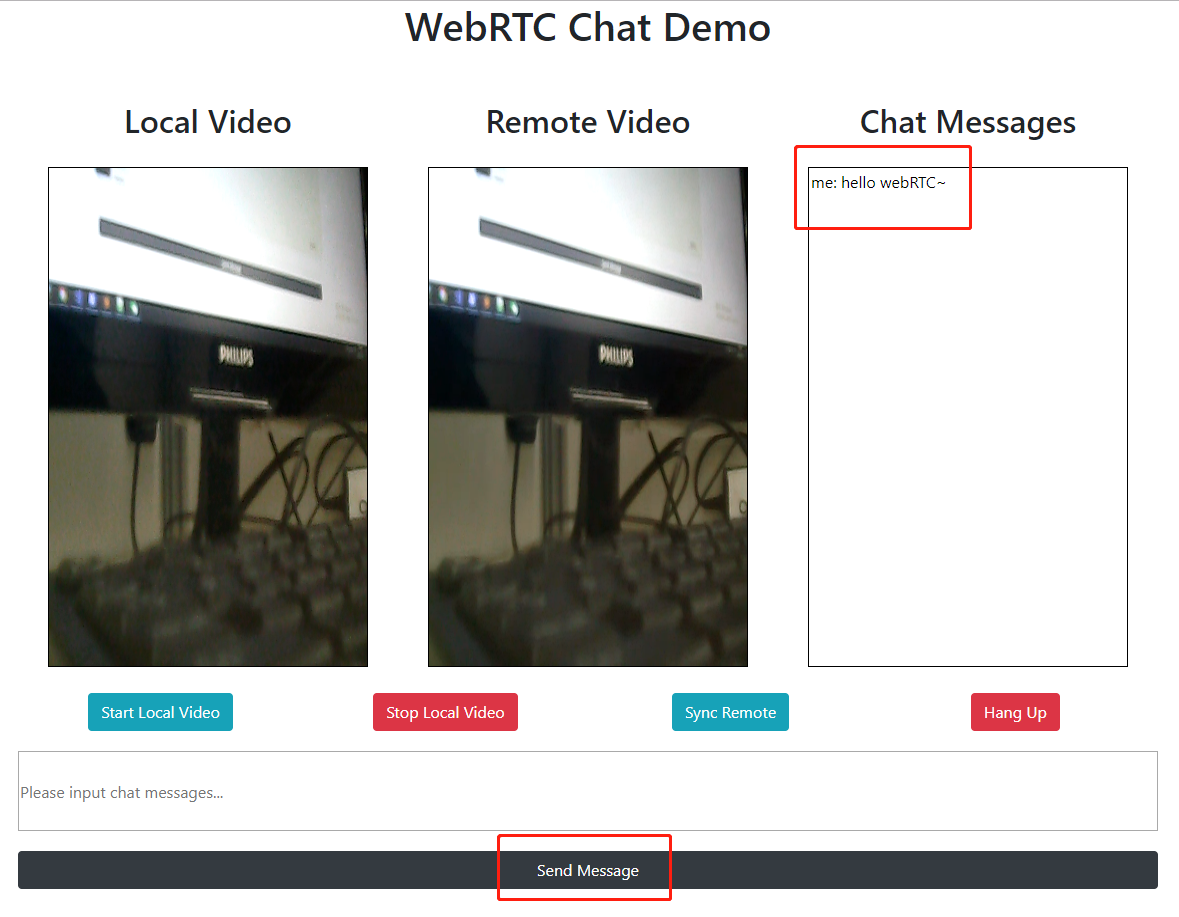 WebRTC Chat Demo
Local Video
Remote Video
Chat Messages
me: hello webRTC~
PHILIPS
PHILIPS
Start Local Video
Stop Local Video
Sync Remote
Hang Up
Please input chat messages...
Send Message